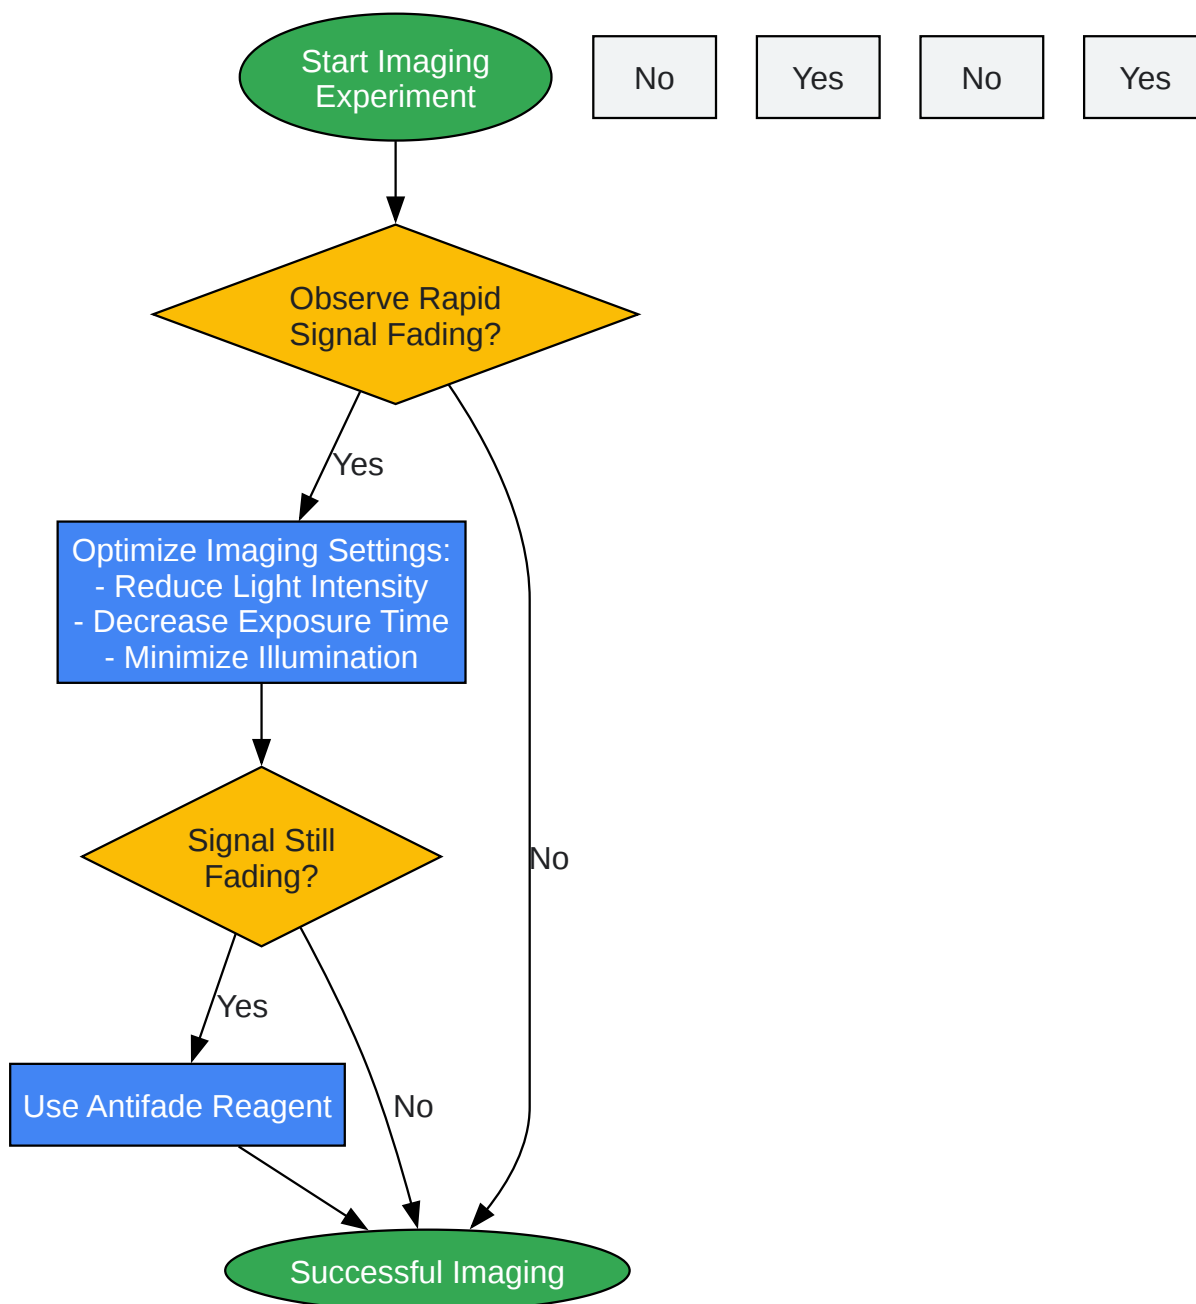 Start Imaging
Experiment
No
Yes
No
Yes
Observe Rapid
Signal Fading?
Yes
Optimize Imaging Settings:
- Reduce Light Intensity
- Decrease Exposure Time
- Minimize Illumination
Signal Still
Fading?
No
Yes
Use Antifade Reagent
No
Successful Imaging